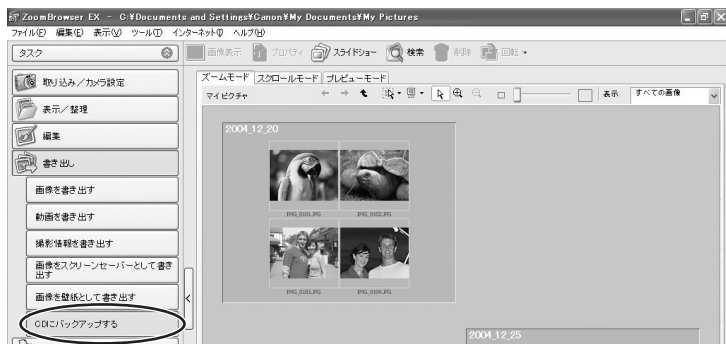 ZoomBrowser EX - C:¥Documents and Settings¥Canon¥My Documents¥My Pictures
ファイル(F) 編集(E) 表示(V) ツール(T) インターネット(I) ヘルプ(H)
タスク
画像表示 プロパティ スライドショー 検索 削除 回転
取り込み／カメラ設定
表示／整理
編集
書き出し
画像を書き出す
動画を書き出す
撮影情報を書き出す
画像をスクリーンセーバーとして書き
出す
画像を壁紙として書き出す
CDにバックアップする
ズームモード スクロールモード プレビューモード
マイ ピクチャ 表示 すべての画像
2004_12_20
IMG_0101.JPG IMG_0102.JPG
IMG_0103.JPG IMG_0104.JPG
2004_12_25